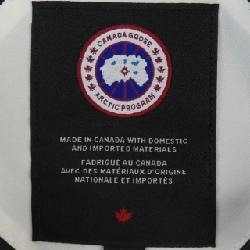 CANADA GOOSE
ARCTIC PROGRAM
MADE IN CANADA WITH DOMESTIC
AND IMPORTED MATERIALS
FABRIQUÉ AU CANADA
AVEC DES MATÉRIAUX D'ORIGINE
NATIONALE ET IMPORTÉS